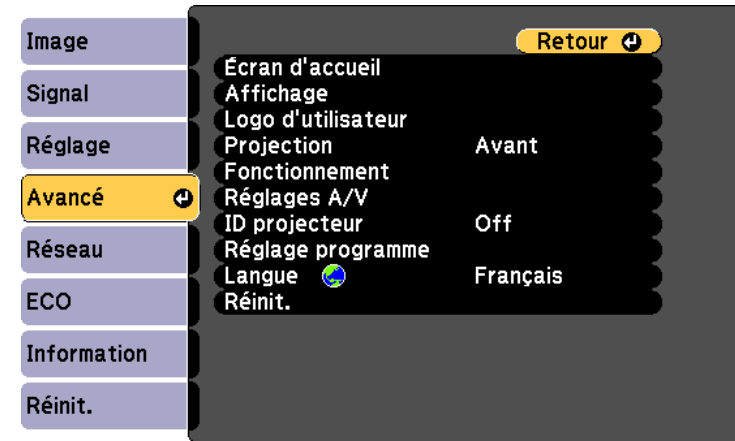 Image
Signal
Réglage
Avancé
Réseau
ECO
Information
Réinit.
Retour
Écran d'accueil
Affichage
Logo d'utilisateur
Projection Avant
Fonctionnement
Réglages A/V
ID projecteur Off
Réglage programme
Langue Français
Réinit.